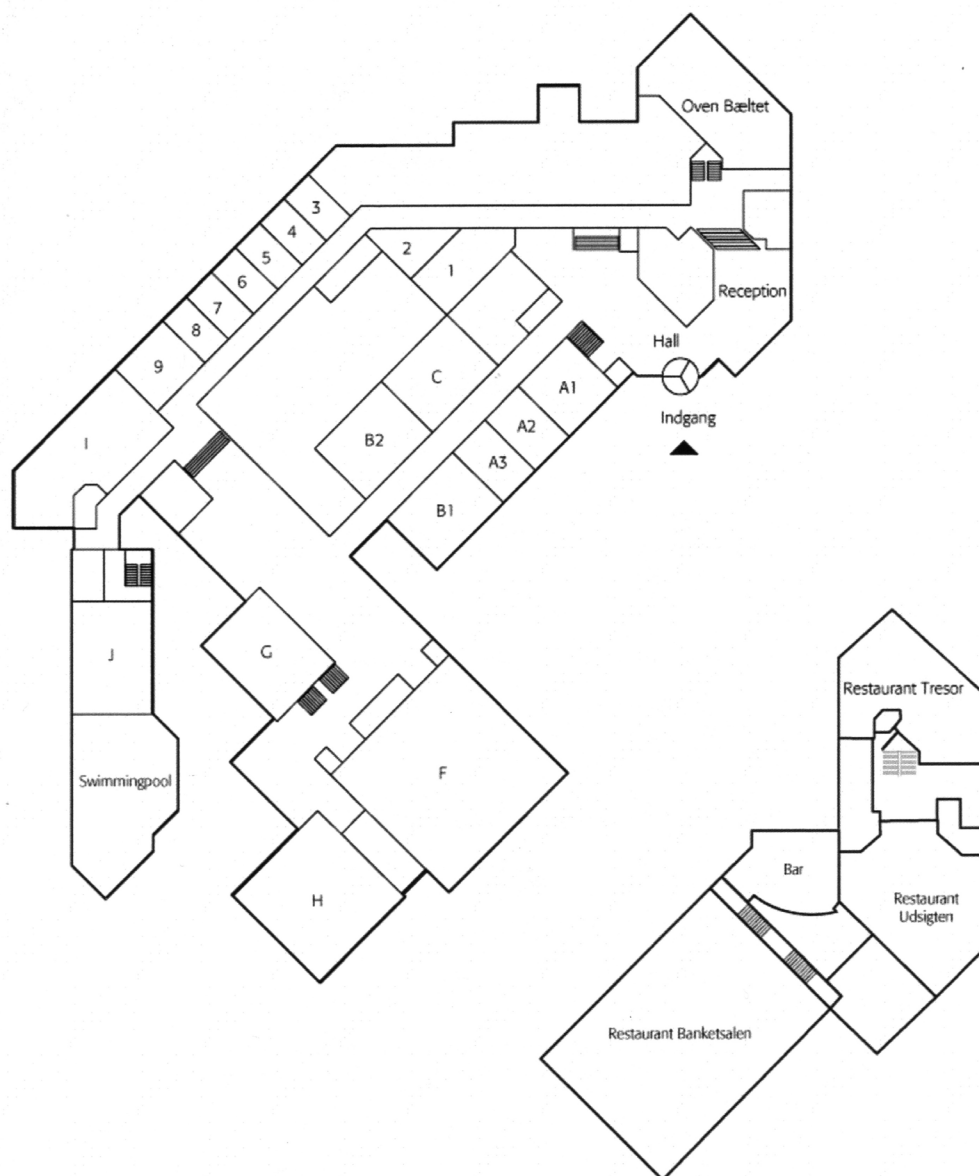 Oven Bæltet
3
4
2
5
1
6
Reception
7
8
Hall
9
C
A1
Indgang
A2
I
B2
A3
B1
G
J
Restaurant Tresor
F
Swimmingpool
Bar
H
Restaurant
Udsigten
Restaurant Banketsalen